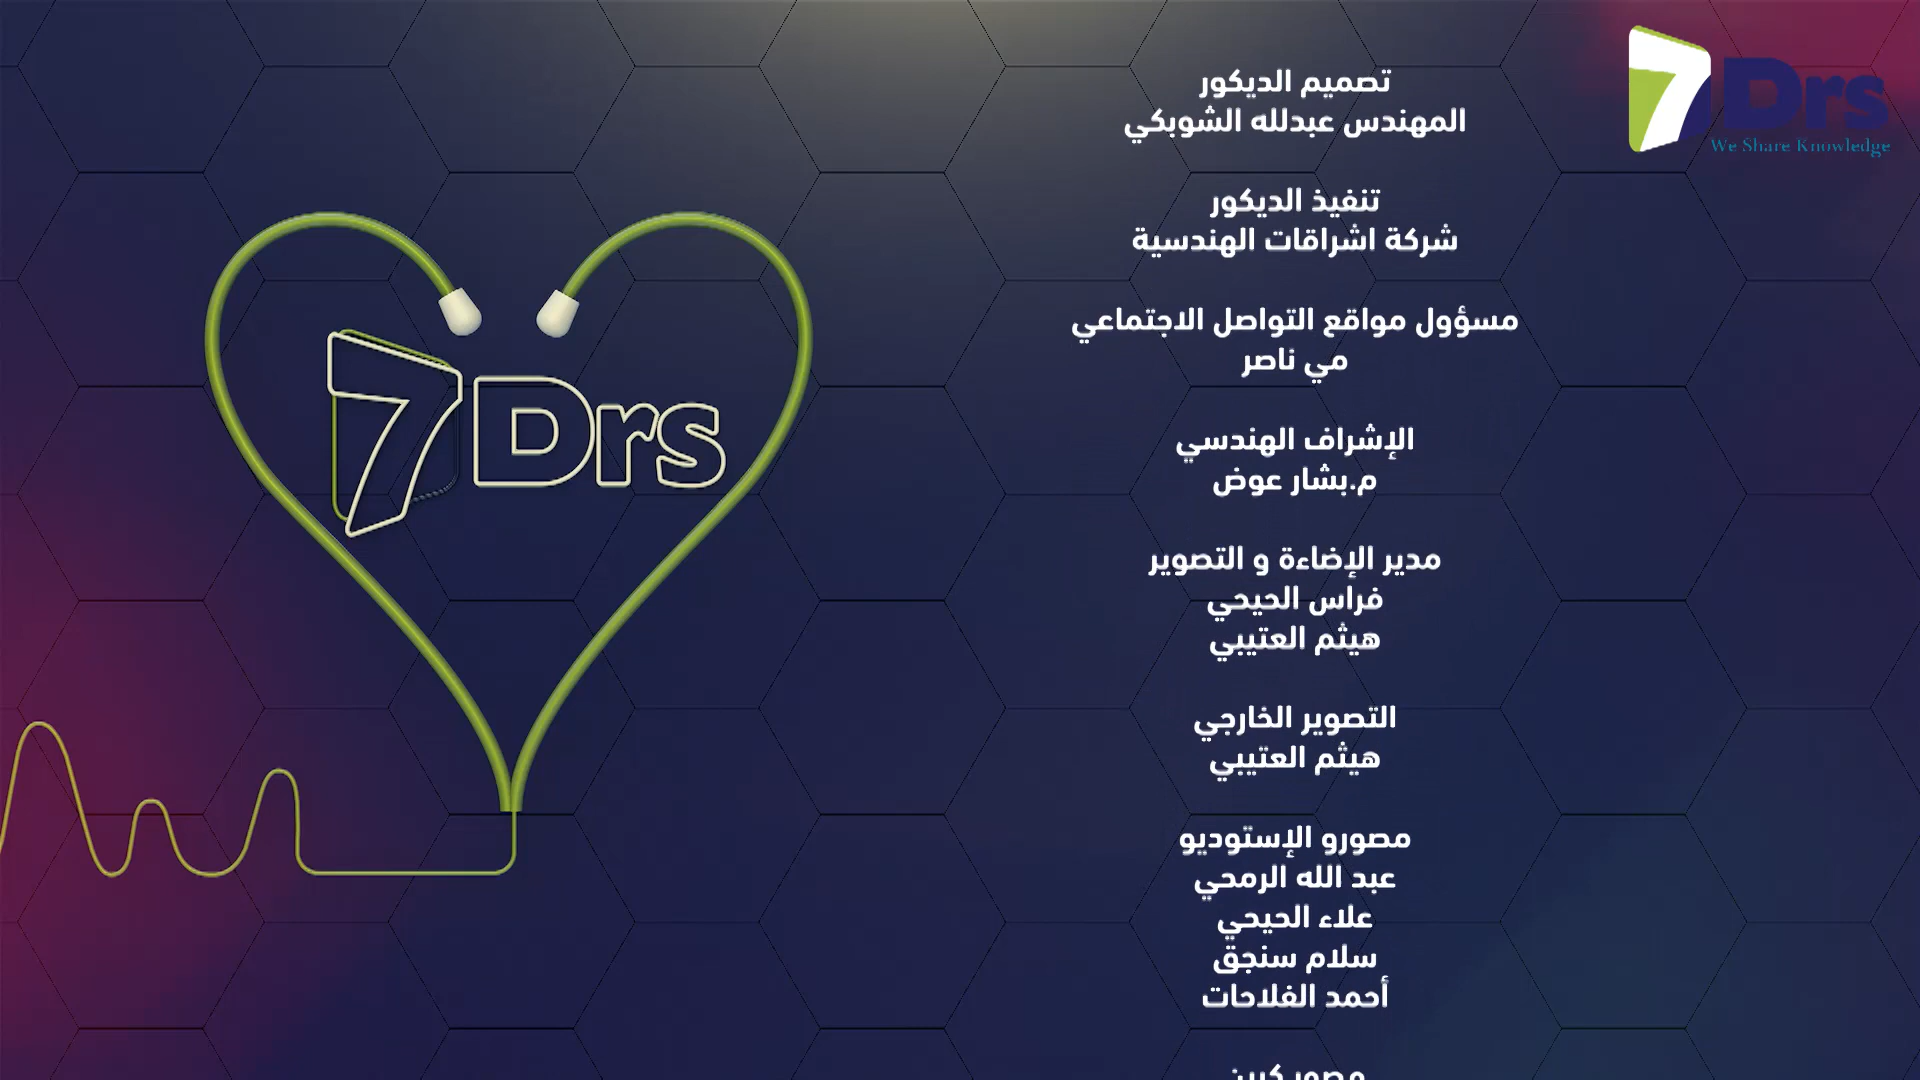 7Drs
We Share Knowledge
7Drs
تصميم الديكور
المهندس عبدلله الشوبكي
تنفيذ الديكور
شركة اشراقات الهندسية
مسؤول مواقع التواصل الاجتماعي
مي ناصر
الإشراف الهندسي
م.بشار عوض
مدير الإضاءة و التصوير
فراس الحيحي
هيثم العتيبي
التصوير الخارجي
هيثم العتيبي
مصورو الإستوديو
عبد الله الرمحي
علاء الحيحي
سلام سنجق
أحمد الفلاحات
مصور كرين